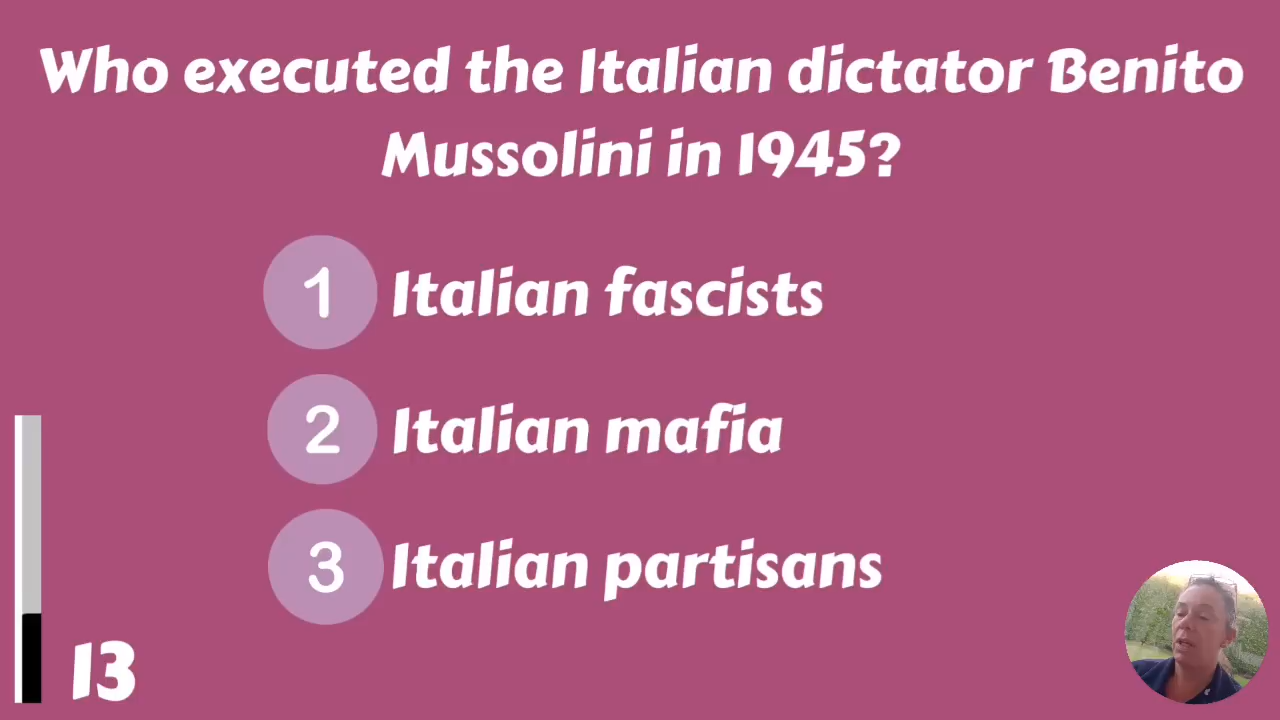 Who executed the Italian dictator Benito
Mussolini in 1945?
1 Italian fascists
2 Italian mafia
3 Italian partisans
13